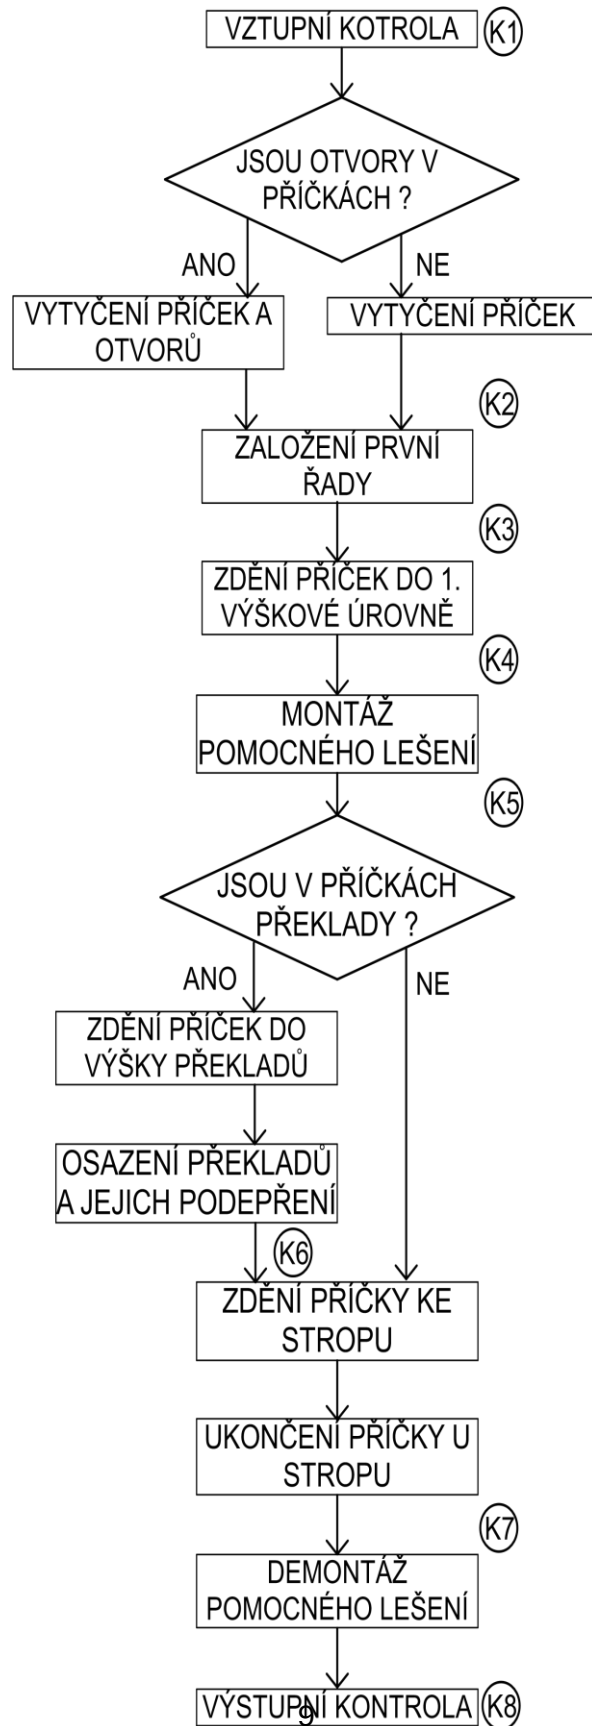 VZTUPNÍ KOTROLA K1
JSOU OTVORY V
PŘÍČKÁCH ?
ANO NE
VYTYČENÍ PŘÍČEK A
OTVORŮ
VYTYČENÍ PŘÍČEK
K2
ZALOŽENÍ PRVNÍ
ŘADY
K3
ZDĚNÍ PŘÍČEK DO 1.
VÝŠKOVÉ ÚROVNĚ
K4
MONTÁŽ
POMOCNÉHO LEŠENÍ
K5
JSOU V PŘÍČKÁCH
PŘEKLADY ?
ANO NE
ZDĚNÍ PŘÍČEK DO
VÝŠKY PŘEKLADŮ
OSAZENÍ PŘEKLADŮ
A JEJICH PODEPŘENÍ
K6
ZDĚNÍ PŘÍČKY KE
STROPU
UKONČENÍ PŘÍČKY U
STROPU
K7
DEMONTÁŽ
POMOCNÉHO LEŠENÍ
VÝSTUPNÍ KONTROLA K8
9